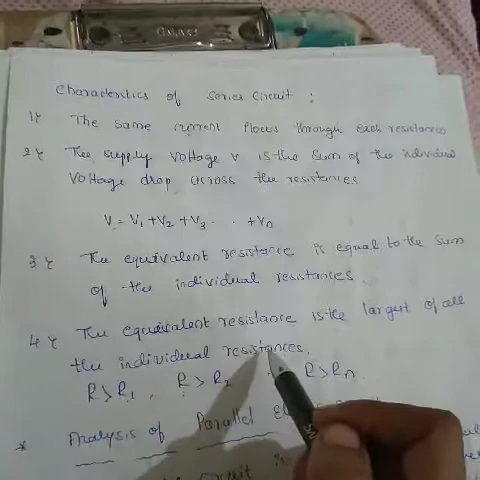 Characteristics of Series Circuit :
1} The same current flows through each resistances
2} The supply voltage V is the sum of the individual
voltage drop across the resistances
V = V1 + V2 + V3 . . . + Vn
3} The equivalent resistance is equal to the sum
of the individual resistances.
4} The equivalent resistance is the largest of all
the individual resistances.
R > R1 , R > R2 R > Rn .
* Analysis of Parallel
circuit is